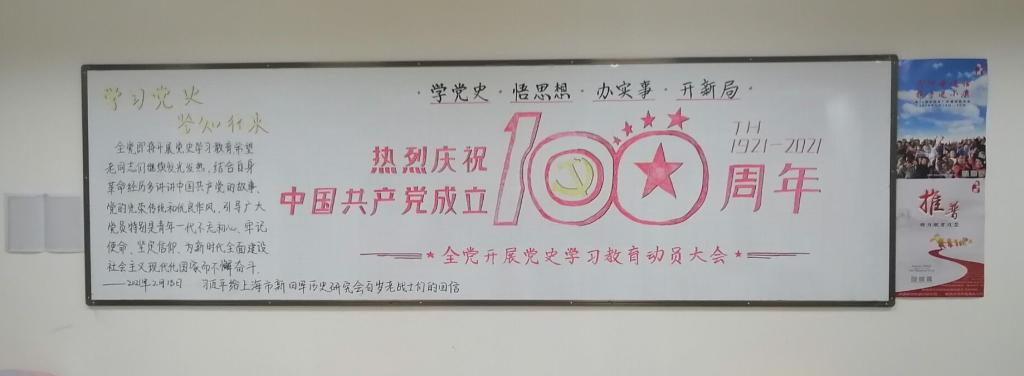 学习党史
鉴知往来
全党即将开展党史学习教育希望
老同志们继续发光发热，结合自身
革命经历多讲讲中国共产党的故事、
党的光荣传统和优良作风，引导广大
党员特别是青年一代不忘初心、牢记
使命、坚定信仰、为新时代全面建设
社会主义现代化国家而不懈奋斗.
——2021年2月18日 习近平给上海市新四军历史研究会百岁老战士们的回信
·学党史·悟思想·办实事·开新局·
热烈庆祝
中国共产党成立
100
TH
1921-2021
周年
★全党开展党史学习教育动员大会★
推普